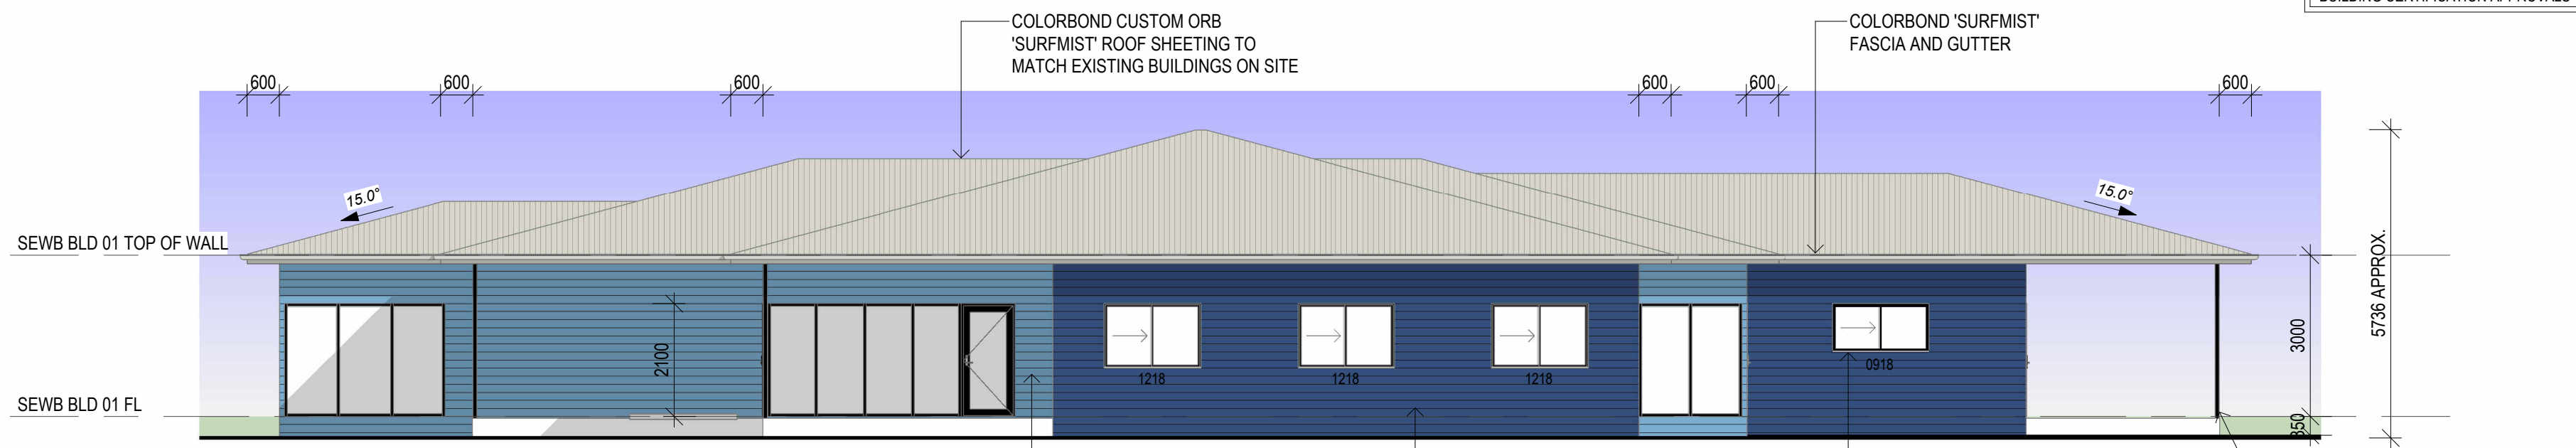 COLORBOND CUSTOM ORB
'SURFMIST' ROOF SHEETING TO
MATCH EXISTING BUILDINGS ON SITE
COLORBOND 'SURFMIST'
FASCIA AND GUTTER
600
600
600
600
600
600
15.0°
15.0°
SEWB BLD 01 TOP OF WALL
5736 APPROX.
3000
2100
1218
1218
1218
0918
SEWB BLD 01 FL
350